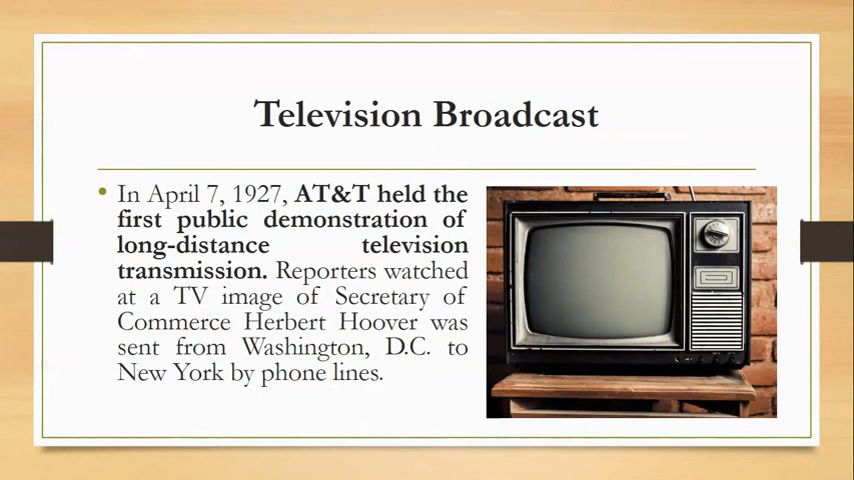 Television Broadcast
• In April 7, 1927, AT&T held the
first public demonstration of
long-distance television
transmission. Reporters watched
at a TV image of Secretary of
Commerce Herbert Hoover was
sent from Washington, D.C. to
New York by phone lines.